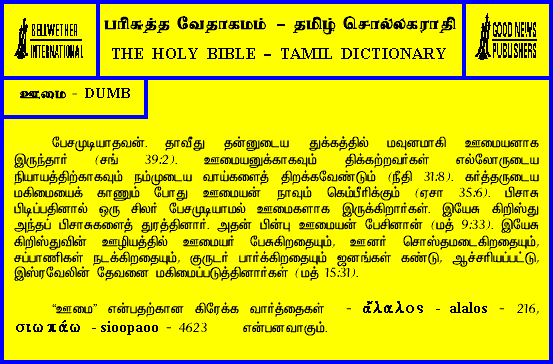 BELLWETHER
INTERNATIONAL
பரிசுத்த வேதாகமம் – தமிழ் சொல்லகராதி
THE HOLY BIBLE – TAMIL DICTIONARY
GOOD NEWS
PUBLISHERS
ஊமை - DUMB
பேசமுடியாதவன். தாவீது தன்னுடைய துக்கத்தில் மவுனமாகி ஊமையனாக
இருந்தார் (சங் 39:2). ஊமையனுக்காகவும் திக்கற்றவர்கள் எல்லோருடைய
நியாயத்திற்காகவும் நம்முடைய வாய்களைத் திறக்கவேண்டும் (நீதி 31:8). கர்த்தருடைய
மகிமையைக் காணும் போது ஊமையன் நாவும் கெம்பீரிக்கும் (ஏசா 35:6). பிசாசு
பிடிப்பதினால் ஒரு சிலர் பேசமுடியாமல் ஊமைகளாக இருக்கிறார்கள். இயேசு கிறிஸ்து
அந்தப் பிசாசுகளைத் துரத்தினார். அதன் பின்பு ஊமையன் பேசினான் (மத் 9:33). இயேசு
கிறிஸ்துவின் ஊழியத்தில் ஊமையர் பேசுகிறதையும், ஊனர் சொஸ்தமடைகிறதையும்,
சப்பாணிகள் நடக்கிறதையும், குருடர் பார்க்கிறதையும் ஜனங்கள் கண்டு, ஆச்சரியப்பட்டு,
இஸ்ரவேலின் தேவனை மகிமைப்படுத்தினார்கள் (மத் 15:31).
“ஊமை” என்பதற்கான கிரேக்க வார்த்தைகள் - ἄλαλος - alalos - 216,
σιωπάω - sioopaoo - 4623 என்பனவாகும்.